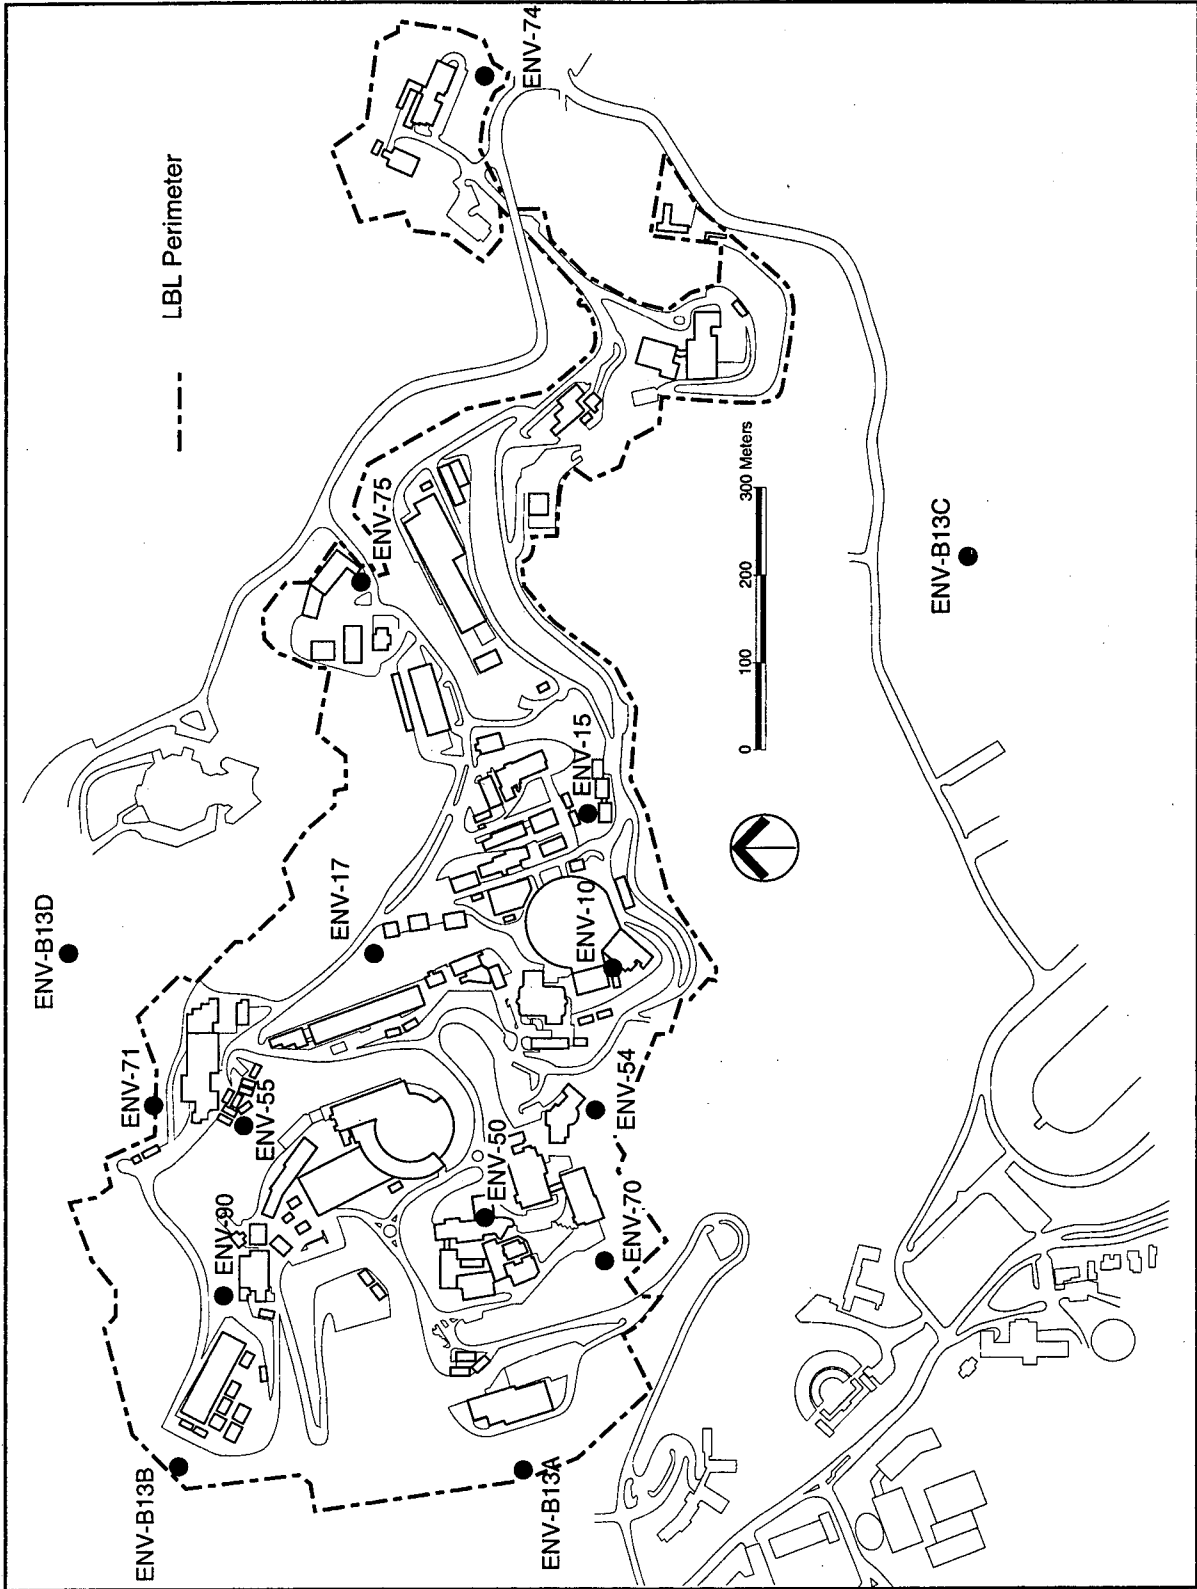 ENV-74
LBL Perimeter
ENV-75
ENV-B13C
0 100 200 300 Meters
ENV-15
ENV-B13D
ENV-17
ENV-10
ENV-71
ENV-55
ENV-54
ENV-50
ENV-90
ENV-70
ENV-B13B
ENV-B13A